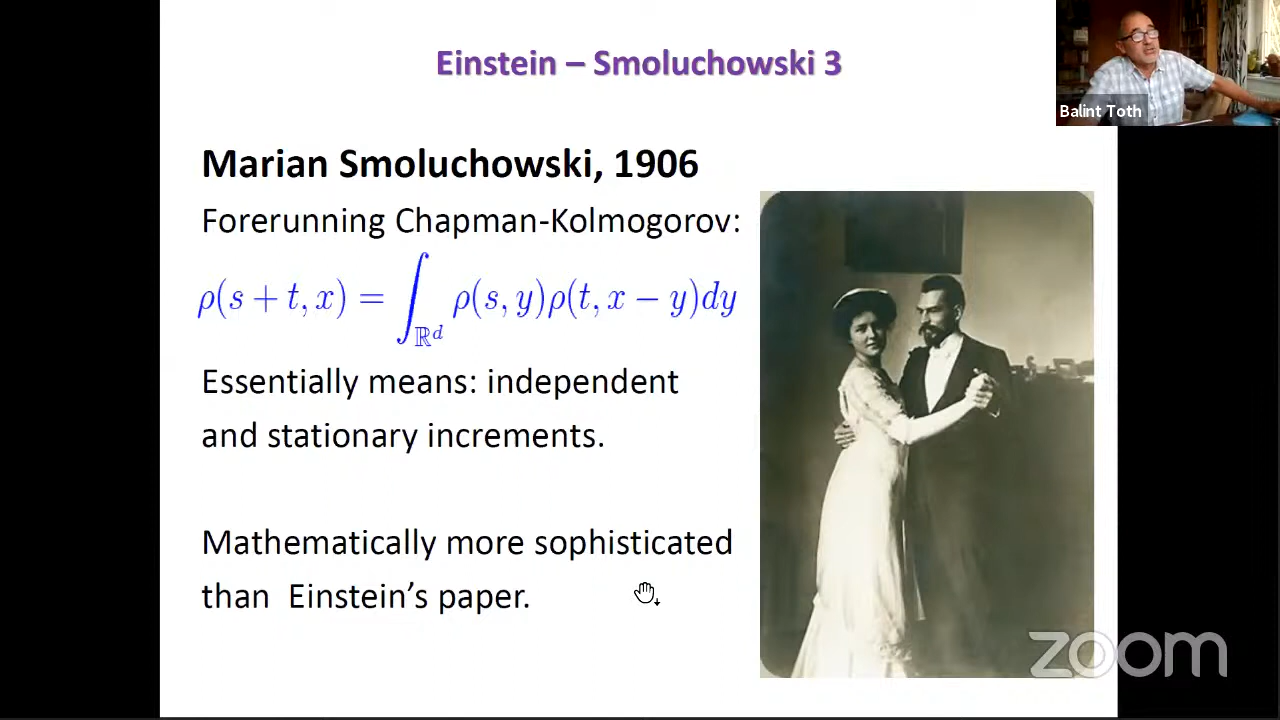 Einstein – Smoluchowski 3
Balint Toth
Marian Smoluchowski, 1906
Forerunning Chapman-Kolmogorov:
ρ(s + t, x) = ∫_{ℝ^d} ρ(s, y)ρ(t, x − y)dy
Essentially means: independent
and stationary increments.
Mathematically more sophisticated
than Einstein’s paper.
zoom